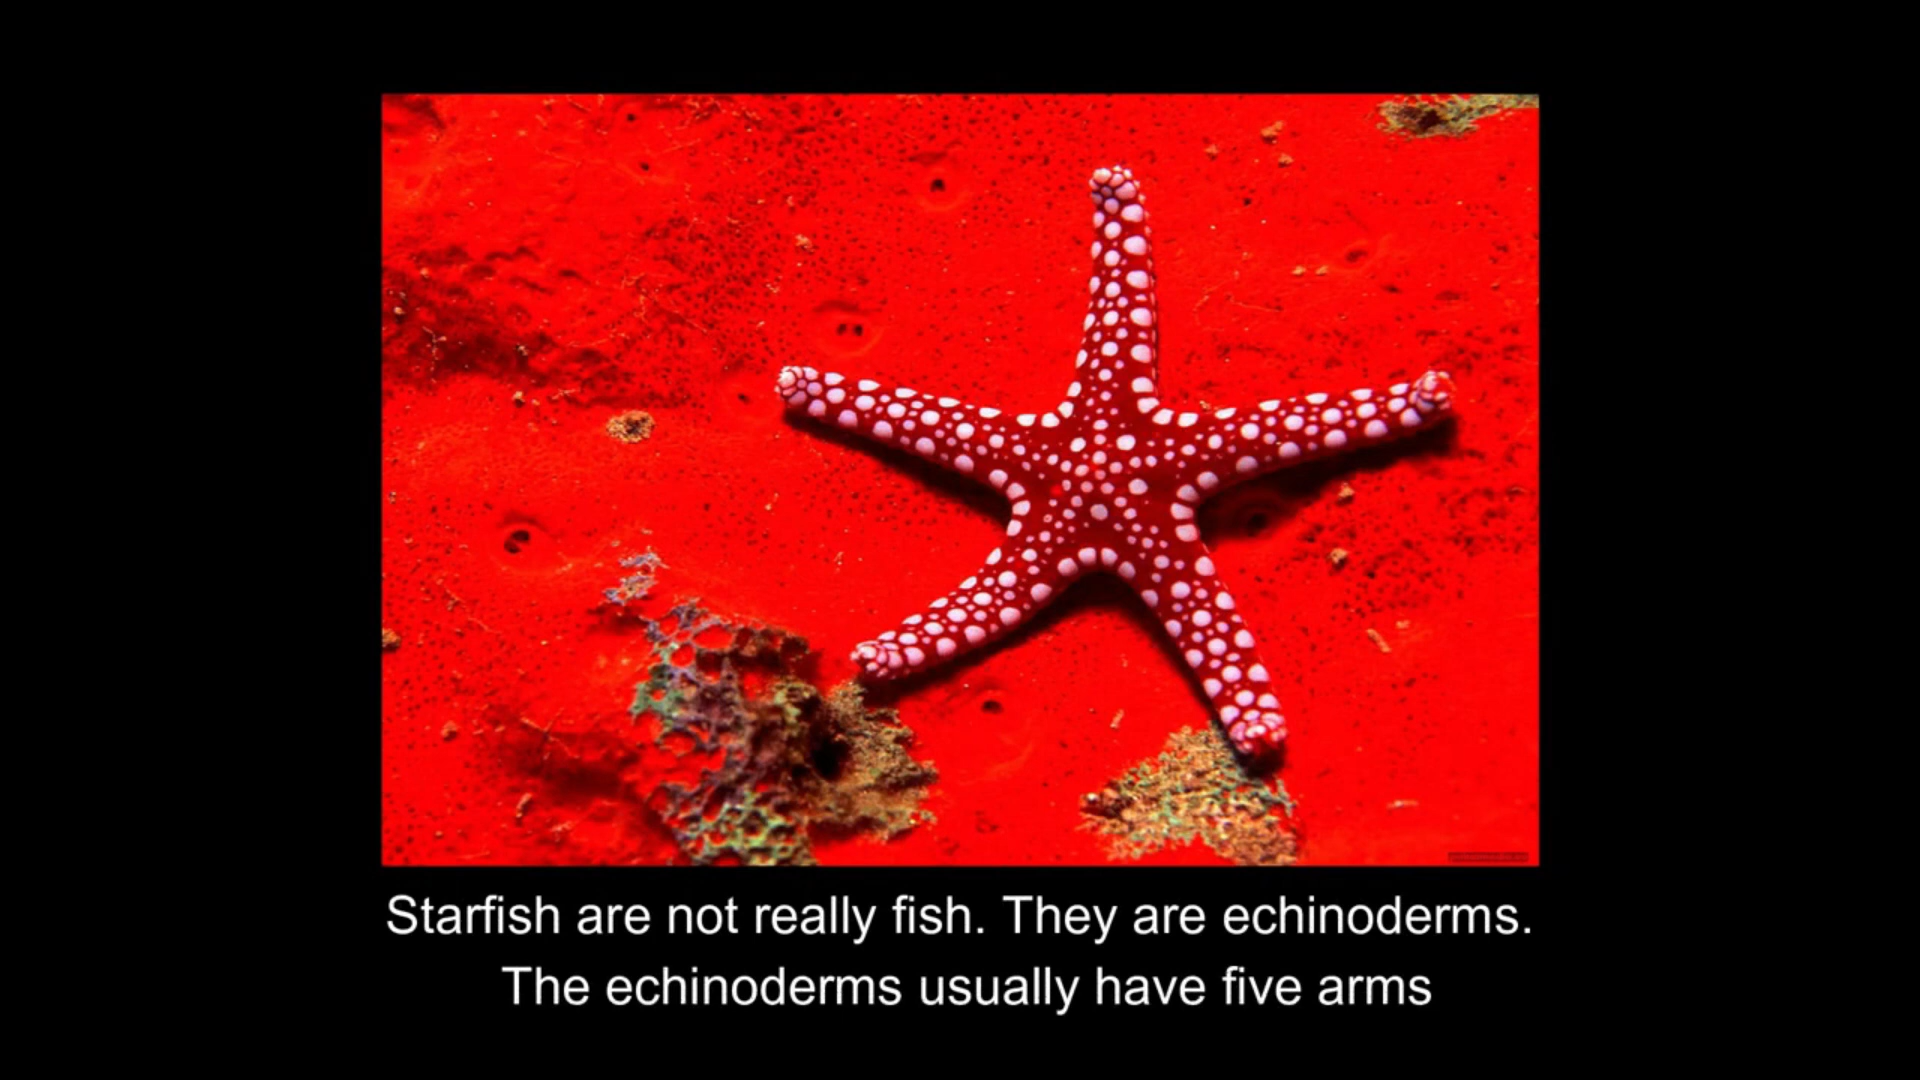 Starfish are not really fish. They are echinoderms.
The echinoderms usually have five arms